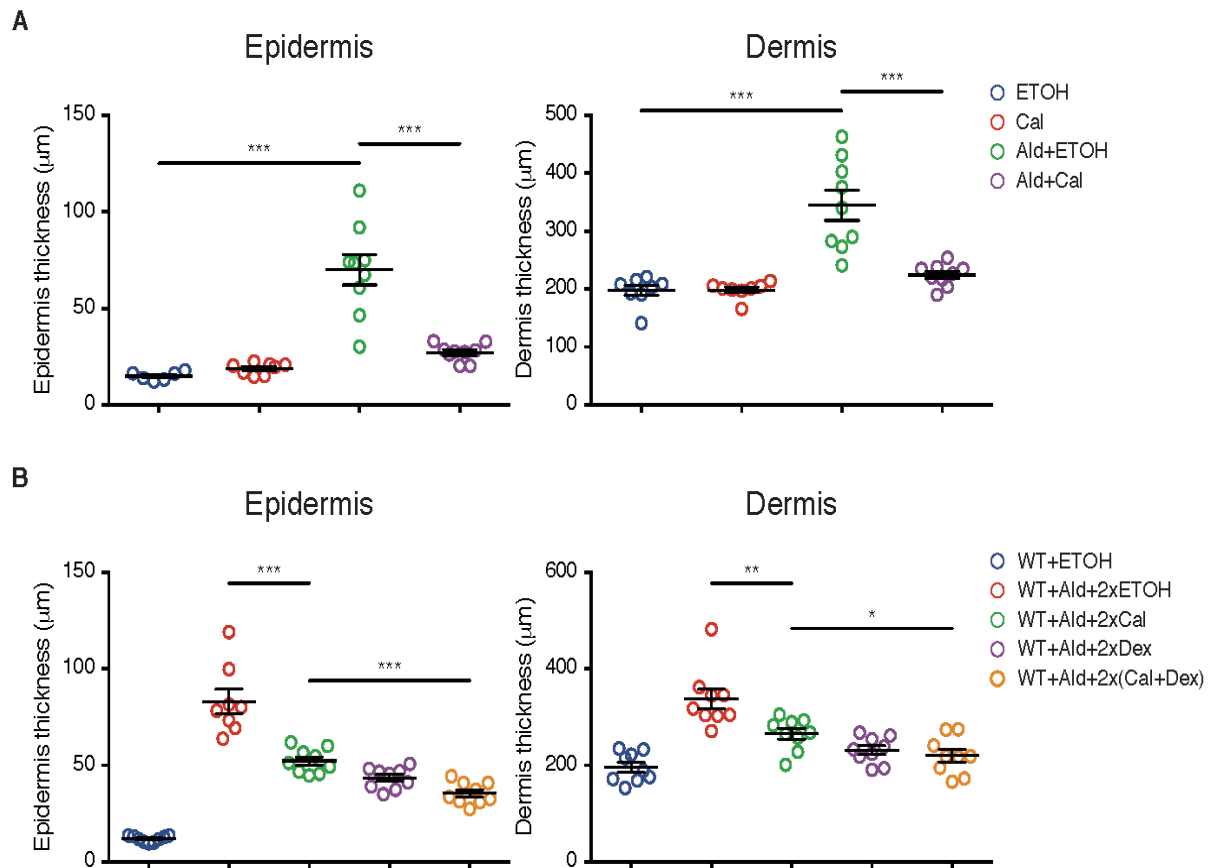 A
Epidermis
Dermis
Epidermis thickness (μm)
150
100
50
0
***
***
Dermis thickness (μm)
500
400
300
200
100
0
***
***
ETOH
Cal
Ald+ETOH
Ald+Cal
B
Epidermis
Dermis
Epidermis thickness (μm)
150
100
50
0
***
***
Dermis thickness (μm)
600
400
200
0
**
*
WT+ETOH
WT+Ald+2xETOH
WT+Ald+2xCal
WT+Ald+2xDex
WT+Ald+2x(Cal+Dex)